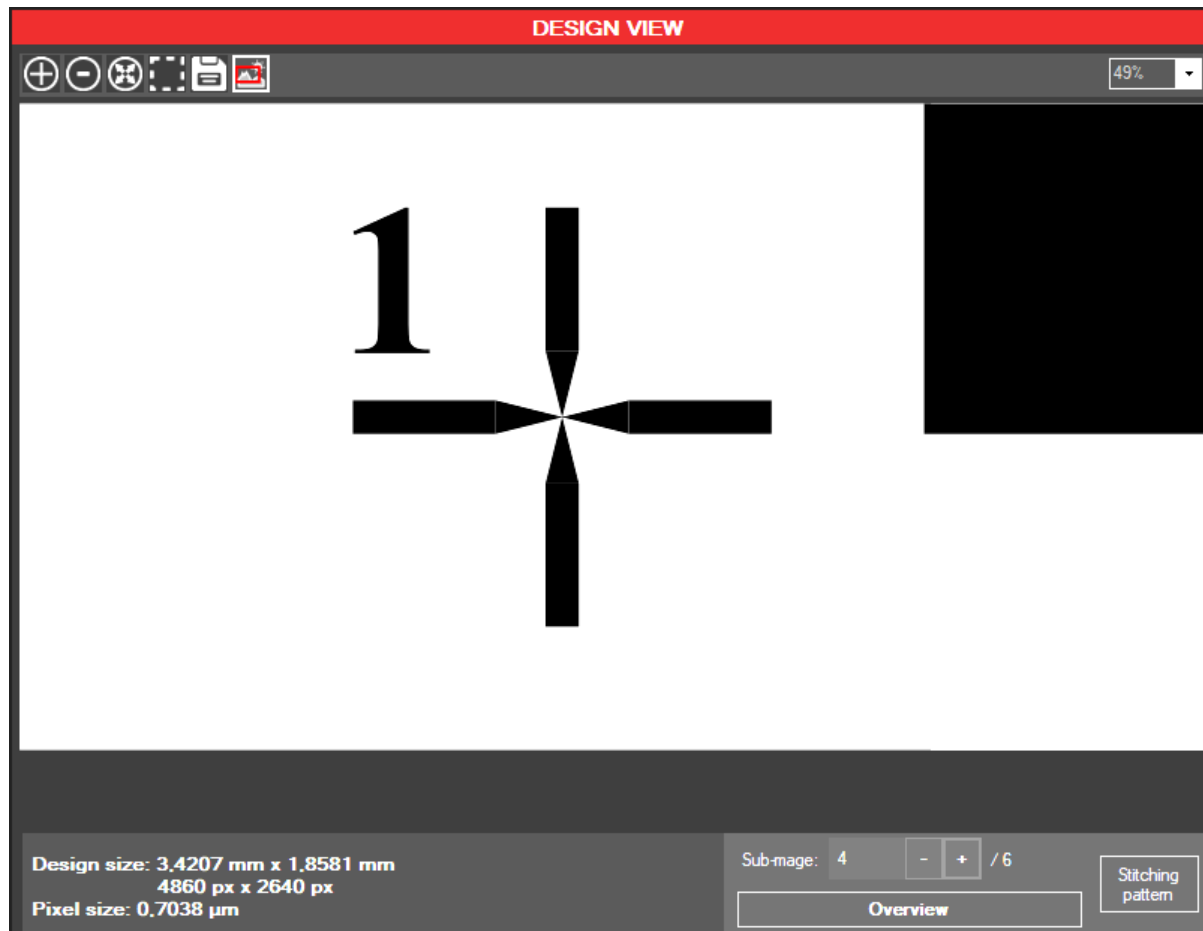 DESIGN VIEW
49%
1
Design size: 3,4207 mm x 1,8581 mm
4860 px x 2640 px
Pixel size: 0,7038 µm
Sub-mage: 4 - + / 6
Overview
Stitching
pattern